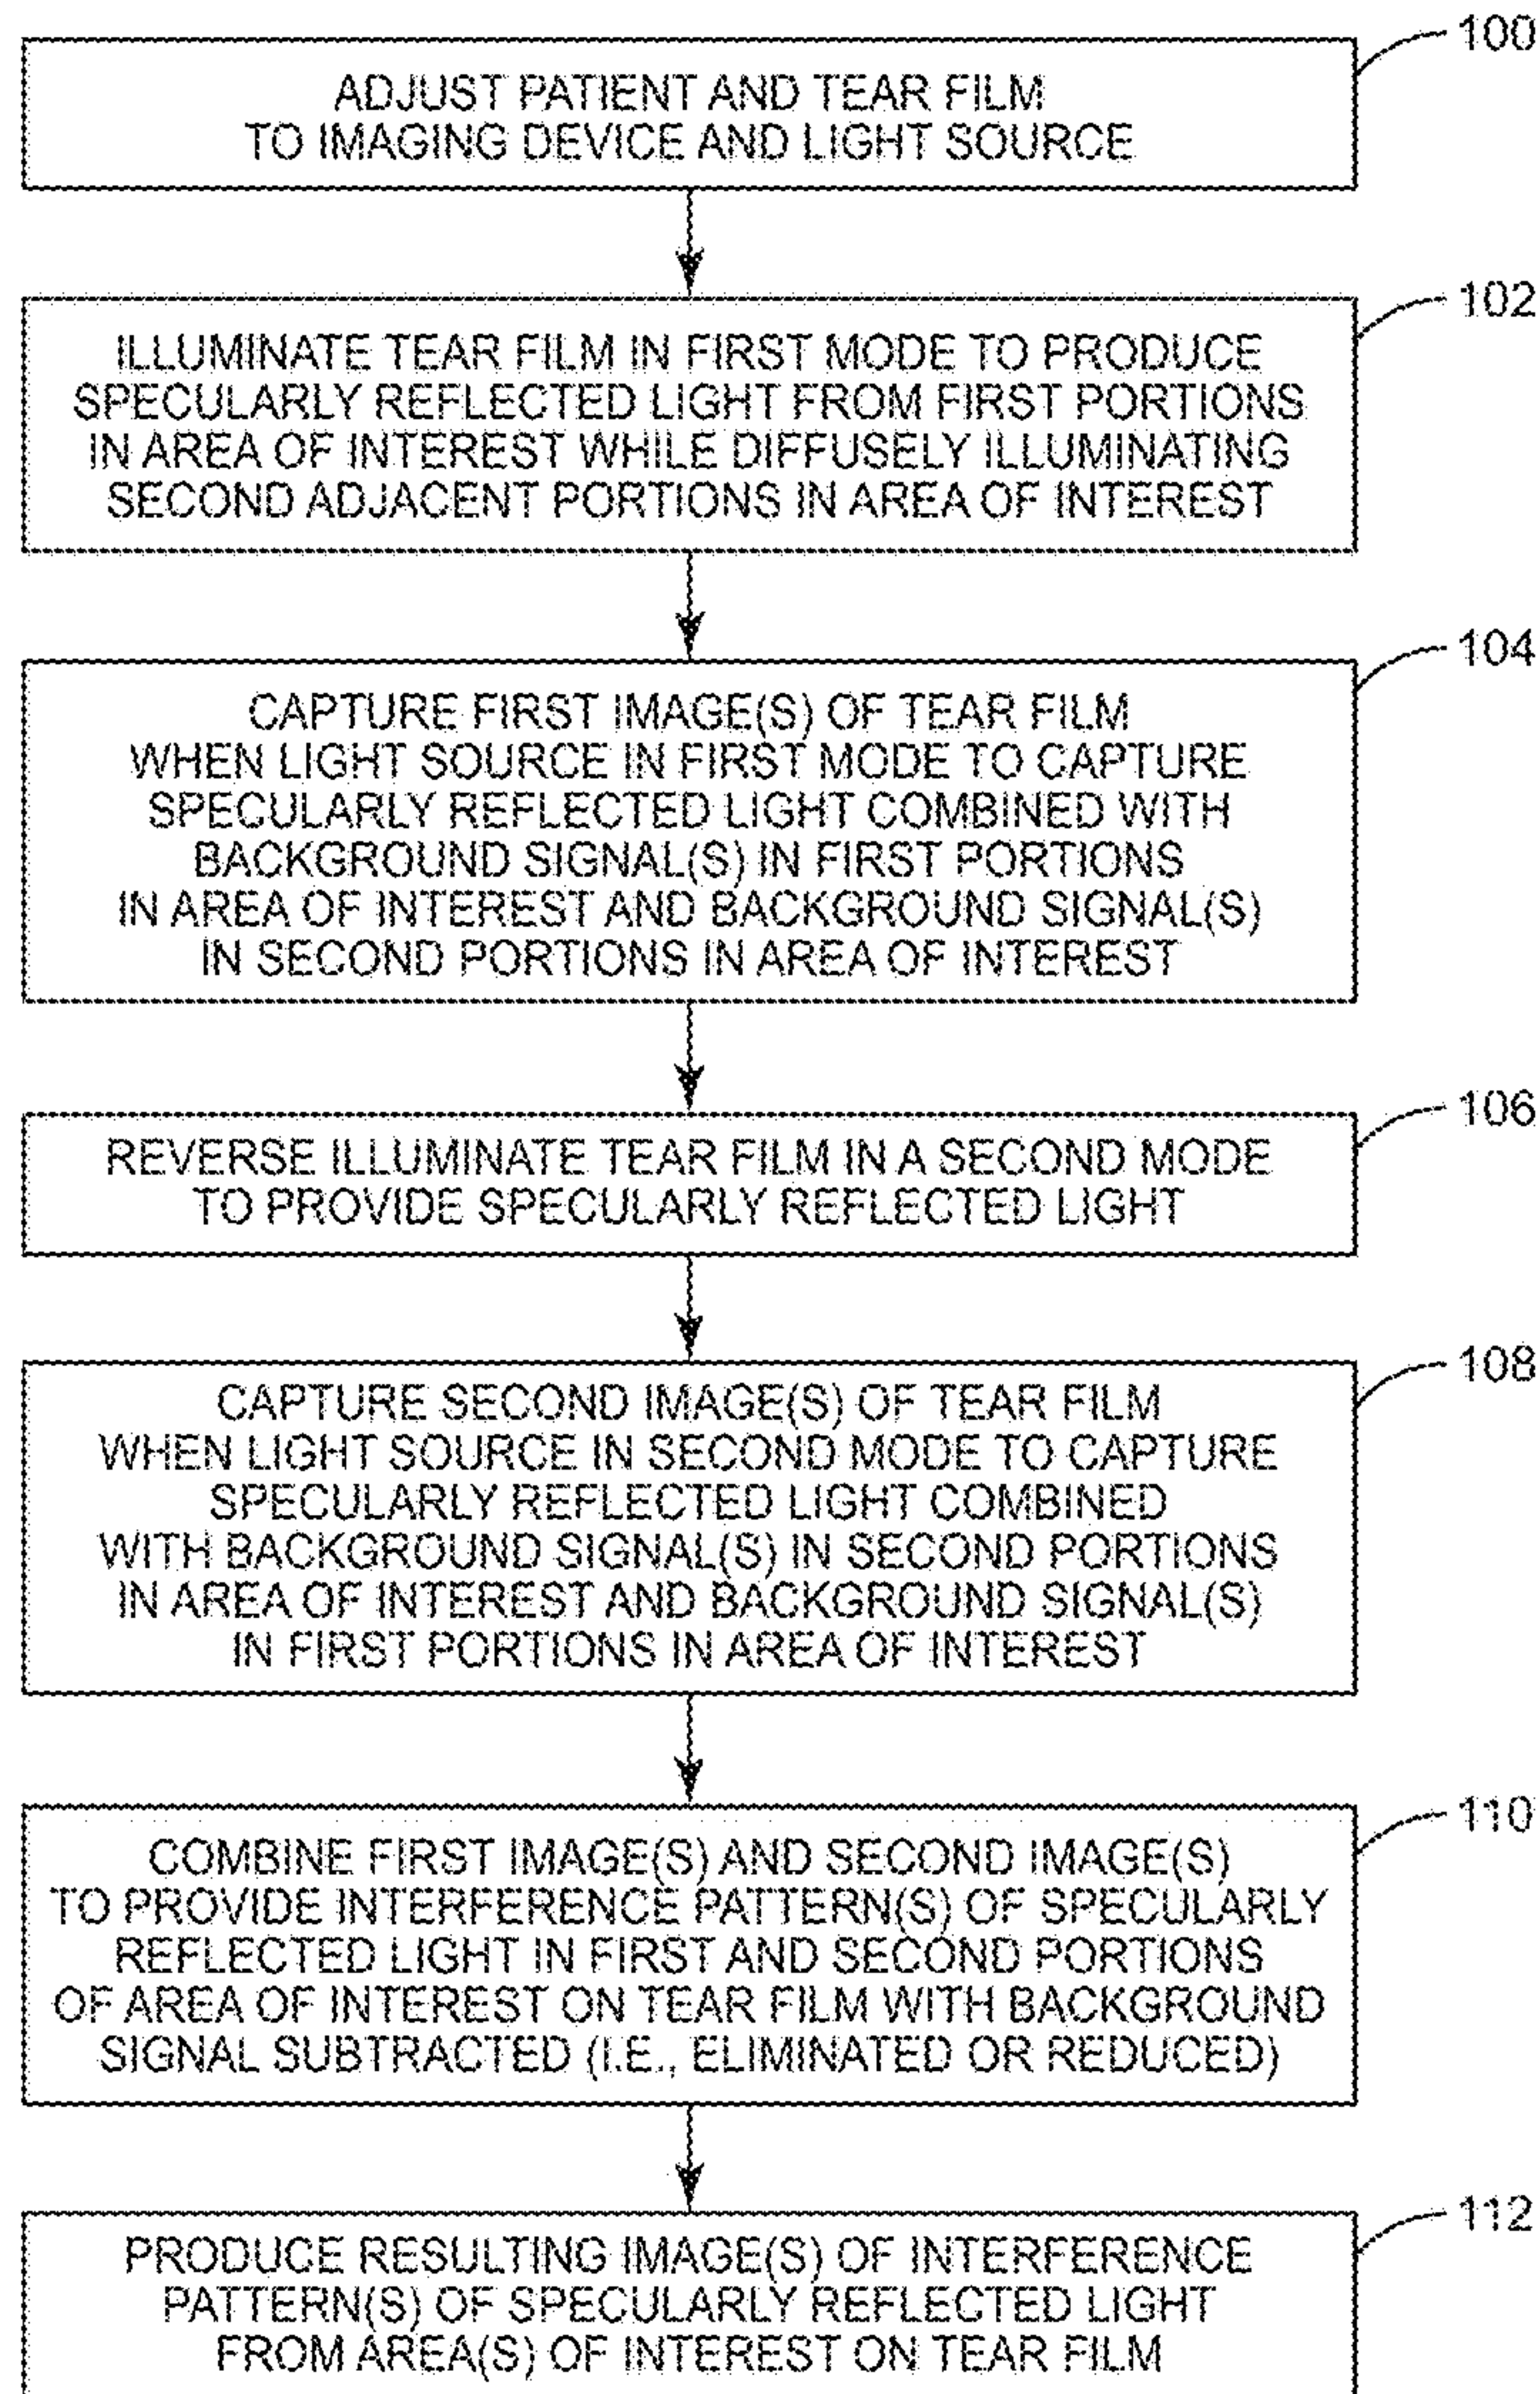 100
ADJUST PATIENT AND TEAR FILM
TO IMAGING DEVICE AND LIGHT SOURCE
102
ILLUMINATE TEAR FILM IN FIRST MODE TO PRODUCE
SPECULARLY REFLECTED LIGHT FROM FIRST PORTIONS
IN AREA OF INTEREST WHILE DIFFUSELY ILLUMINATING
SECOND ADJACENT PORTIONS IN AREA OF INTEREST
104
CAPTURE FIRST IMAGE(S) OF TEAR FILM
WHEN LIGHT SOURCE IN FIRST MODE TO CAPTURE
SPECULARLY REFLECTED LIGHT COMBINED WITH
BACKGROUND SIGNAL(S) IN FIRST PORTIONS
IN AREA OF INTEREST AND BACKGROUND SIGNAL(S)
IN SECOND PORTIONS IN AREA OF INTEREST
106
REVERSE ILLUMINATE TEAR FILM IN A SECOND MODE
TO PROVIDE SPECULARLY REFLECTED LIGHT
108
CAPTURE SECOND IMAGE(S) OF TEAR FILM
WHEN LIGHT SOURCE IN SECOND MODE TO CAPTURE
SPECULARLY REFLECTED LIGHT COMBINED
WITH BACKGROUND SIGNAL(S) IN SECOND PORTIONS
IN AREA OF INTEREST AND BACKGROUND SIGNAL(S)
IN FIRST PORTIONS IN AREA OF INTEREST
110
COMBINE FIRST IMAGE(S) AND SECOND IMAGE(S)
TO PROVIDE INTERFERENCE PATTERN(S) OF SPECULARLY
REFLECTED LIGHT IN FIRST AND SECOND PORTIONS
OF AREA OF INTEREST ON TEAR FILM WITH BACKGROUND
SIGNAL SUBTRACTED (I.E., ELIMINATED OR REDUCED)
112
PRODUCE RESULTING IMAGE(S) OF INTERFERENCE
PATTERN(S) OF SPECULARLY REFLECTED LIGHT
FROM AREA(S) OF INTEREST ON TEAR FILM